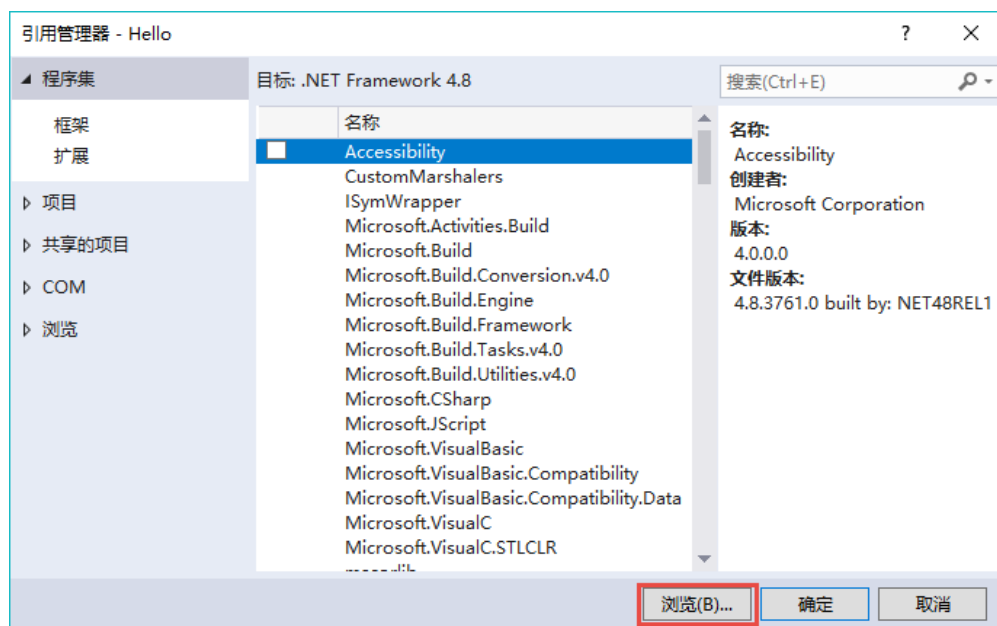 引用管理器 - Hello
?
程序集
框架
扩展
项目
共享的项目
COM
浏览
目标: .NET Framework 4.8
名称
Accessibility
CustomMarshalers
ISymWrapper
Microsoft.Activities.Build
Microsoft.Build
Microsoft.Build.Conversion.v4.0
Microsoft.Build.Engine
Microsoft.Build.Framework
Microsoft.Build.Tasks.v4.0
Microsoft.Build.Utilities.v4.0
Microsoft.CSharp
Microsoft.JScript
Microsoft.VisualBasic
Microsoft.VisualBasic.Compatibility
Microsoft.VisualBasic.Compatibility.Data
Microsoft.VisualC
Microsoft.VisualC.STLCLR
搜索(Ctrl+E)
名称:
Accessibility
创建者:
Microsoft Corporation
版本:
4.0.0.0
文件版本:
4.8.3761.0 built by: NET48REL1
浏览(B)...
确定
取消